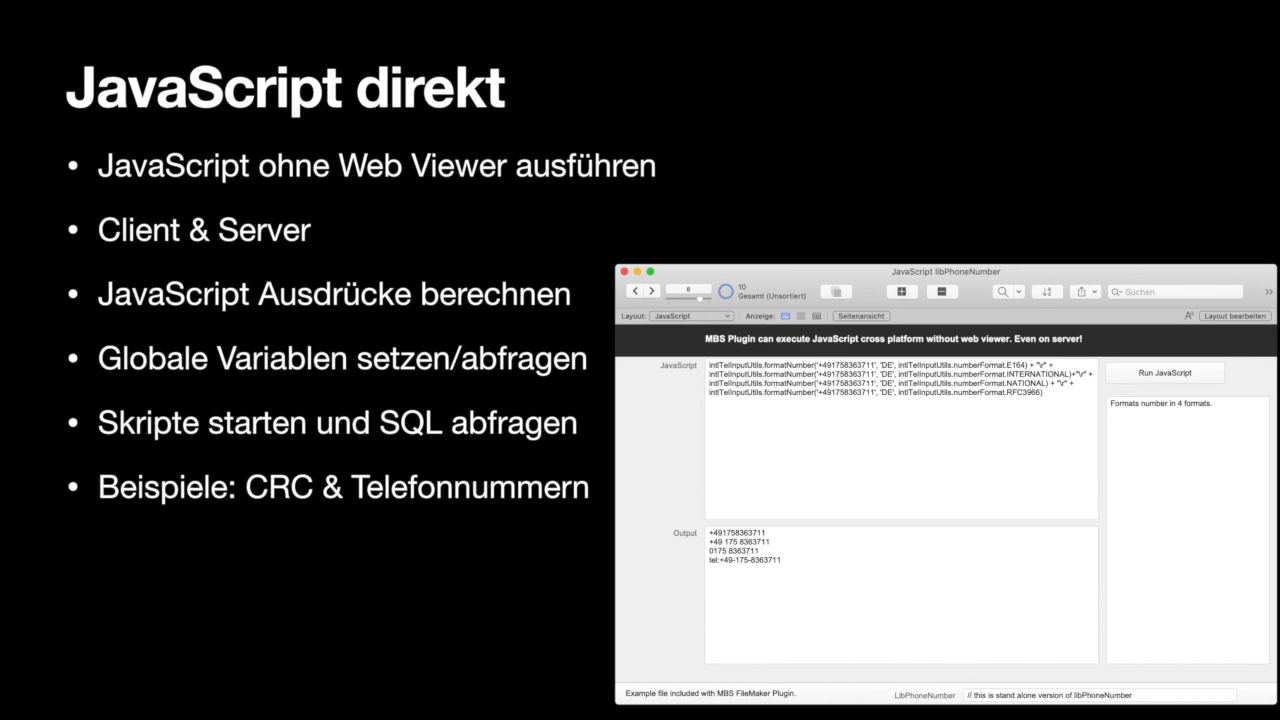 JavaScript direkt
• JavaScript ohne Web Viewer ausführen
• Client & Server
• JavaScript Ausdrücke berechnen
• Globale Variablen setzen/abfragen
• Skripte starten und SQL abfragen
• Beispiele: CRC & Telefonnummern
JavaScript libPhoneNumber
8
10
Gesamt (Unsortiert)
Suchen
Layout: JavaScript Anzeige: Seitenansicht Layout bearbeiten
MBS Plugin can execute JavaScript cross platform without web viewer. Even on server!
JavaScript
intlTelInputUtils.formatNumber('+491758363711', 'DE', intlTelInputUtils.numberFormat.E164) + "\r" +
intlTelInputUtils.formatNumber('+491758363711', 'DE', intlTelInputUtils.numberFormat.INTERNATIONAL)+"\r" +
intlTelInputUtils.formatNumber('+491758363711', 'DE', intlTelInputUtils.numberFormat.NATIONAL) + "\r" +
intlTelInputUtils.formatNumber('+491758363711', 'DE', intlTelInputUtils.numberFormat.RFC3966)
Run JavaScript
Formats number in 4 formats.
Output
+491758363711
+49 175 8363711
0175 8363711
tel:+49-175-8363711
Example file included with MBS FileMaker Plugin.
LibPhoneNumber // this is stand alone version of libPhoneNumber